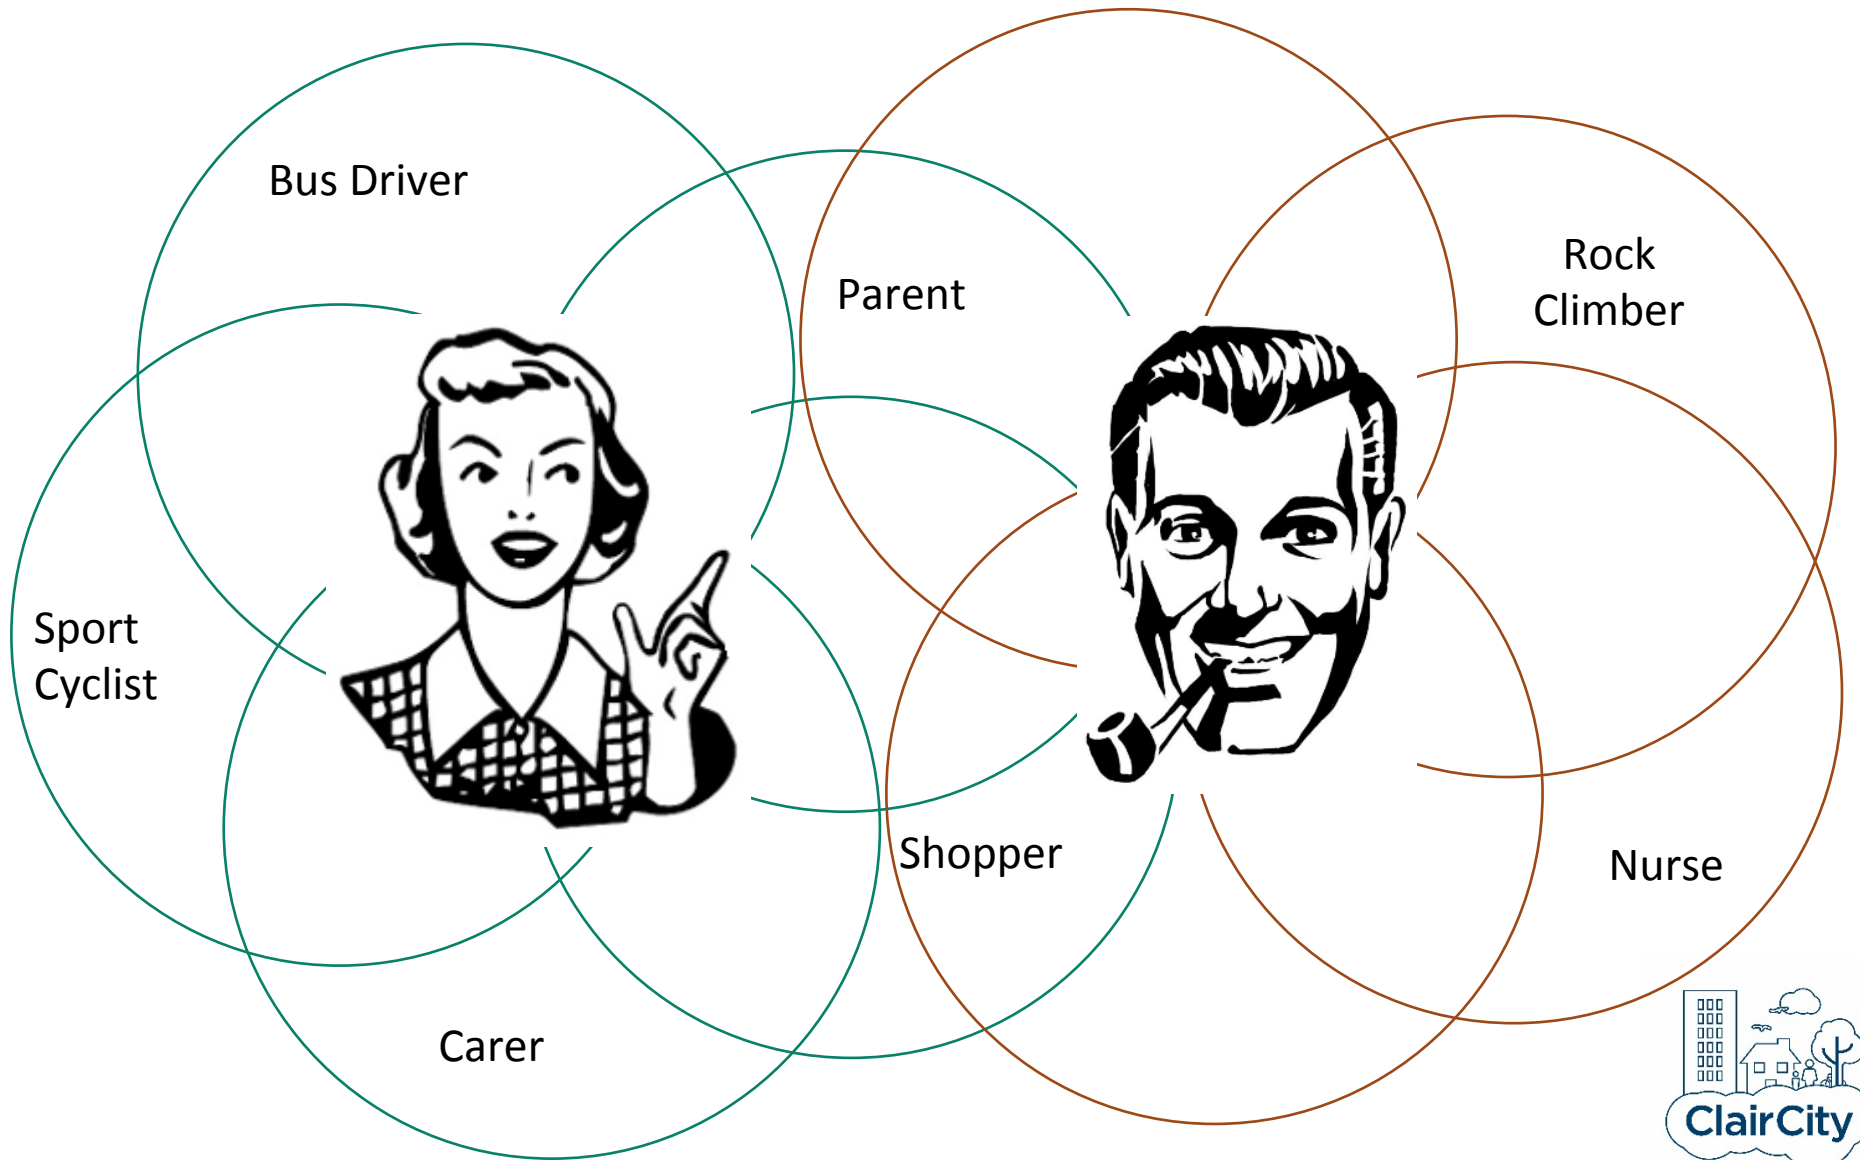 Bus Driver
Parent
Rock
Climber
Sport
Cyclist
Shopper
Nurse
Carer
ClairCity